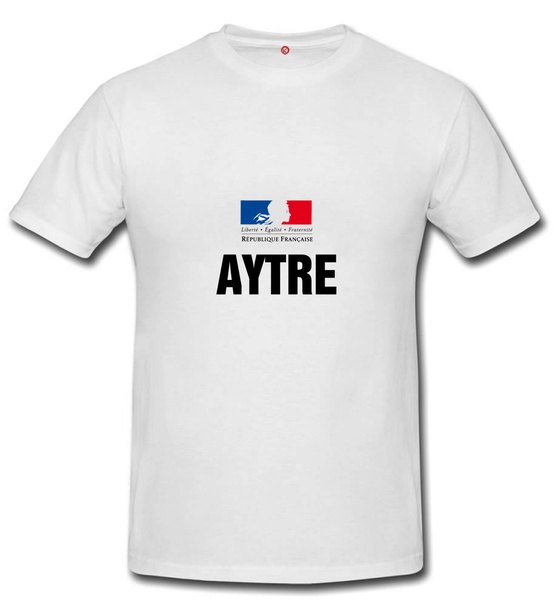 Liberté • Égalité • Fraternité
RÉPUBLIQUE FRANÇAISE
AYTRE